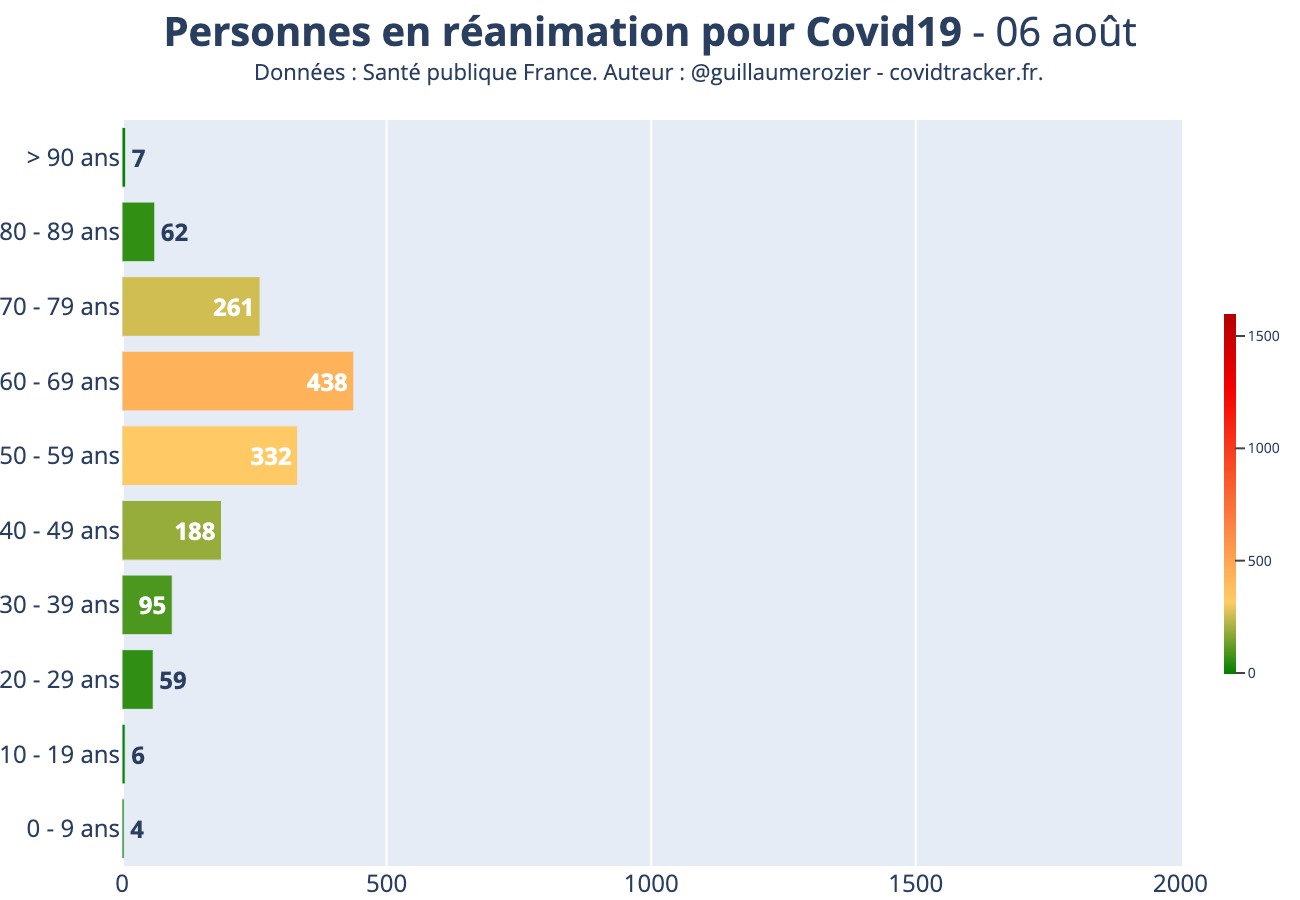 Personnes en réanimation pour Covid19 - 06 août
Données : Santé publique France. Auteur : @guillaumerozier - covidtracker.fr.
> 90 ans 7
80 - 89 ans 62
70 - 79 ans 261
60 - 69 ans 438
50 - 59 ans 332
40 - 49 ans 188
30 - 39 ans 95
20 - 29 ans 59
10 - 19 ans 6
0 - 9 ans 4
0 500 1000 1500 2000
1500
1000
500
0